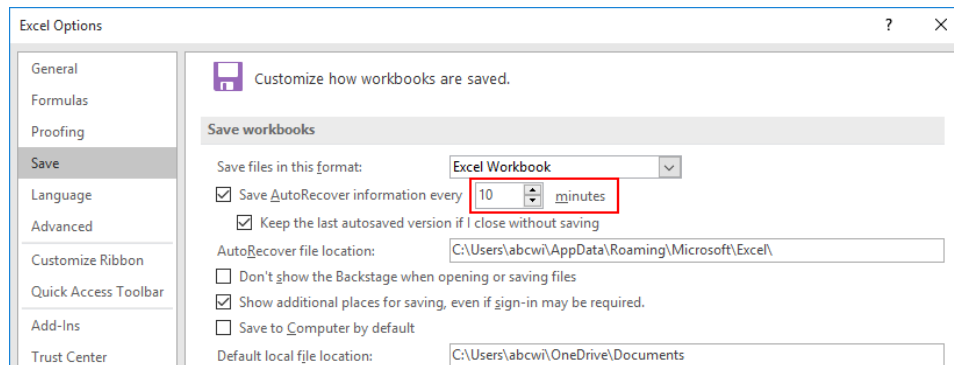 Excel Options ?
General
Formulas
Proofing
Save
Language
Advanced
Customize Ribbon
Quick Access Toolbar
Add-Ins
Trust Center
Customize how workbooks are saved.
Save workbooks
Save files in this format: Excel Workbook
Save AutoRecover information every 10 minutes
Keep the last autosaved version if I close without saving
AutoRecover file location: C:\Users\abcwi\AppData\Roaming\Microsoft\Excel\
Don't show the Backstage when opening or saving files
Show additional places for saving, even if sign-in may be required.
Save to Computer by default
Default local file location: C:\Users\abcwi\OneDrive\Documents